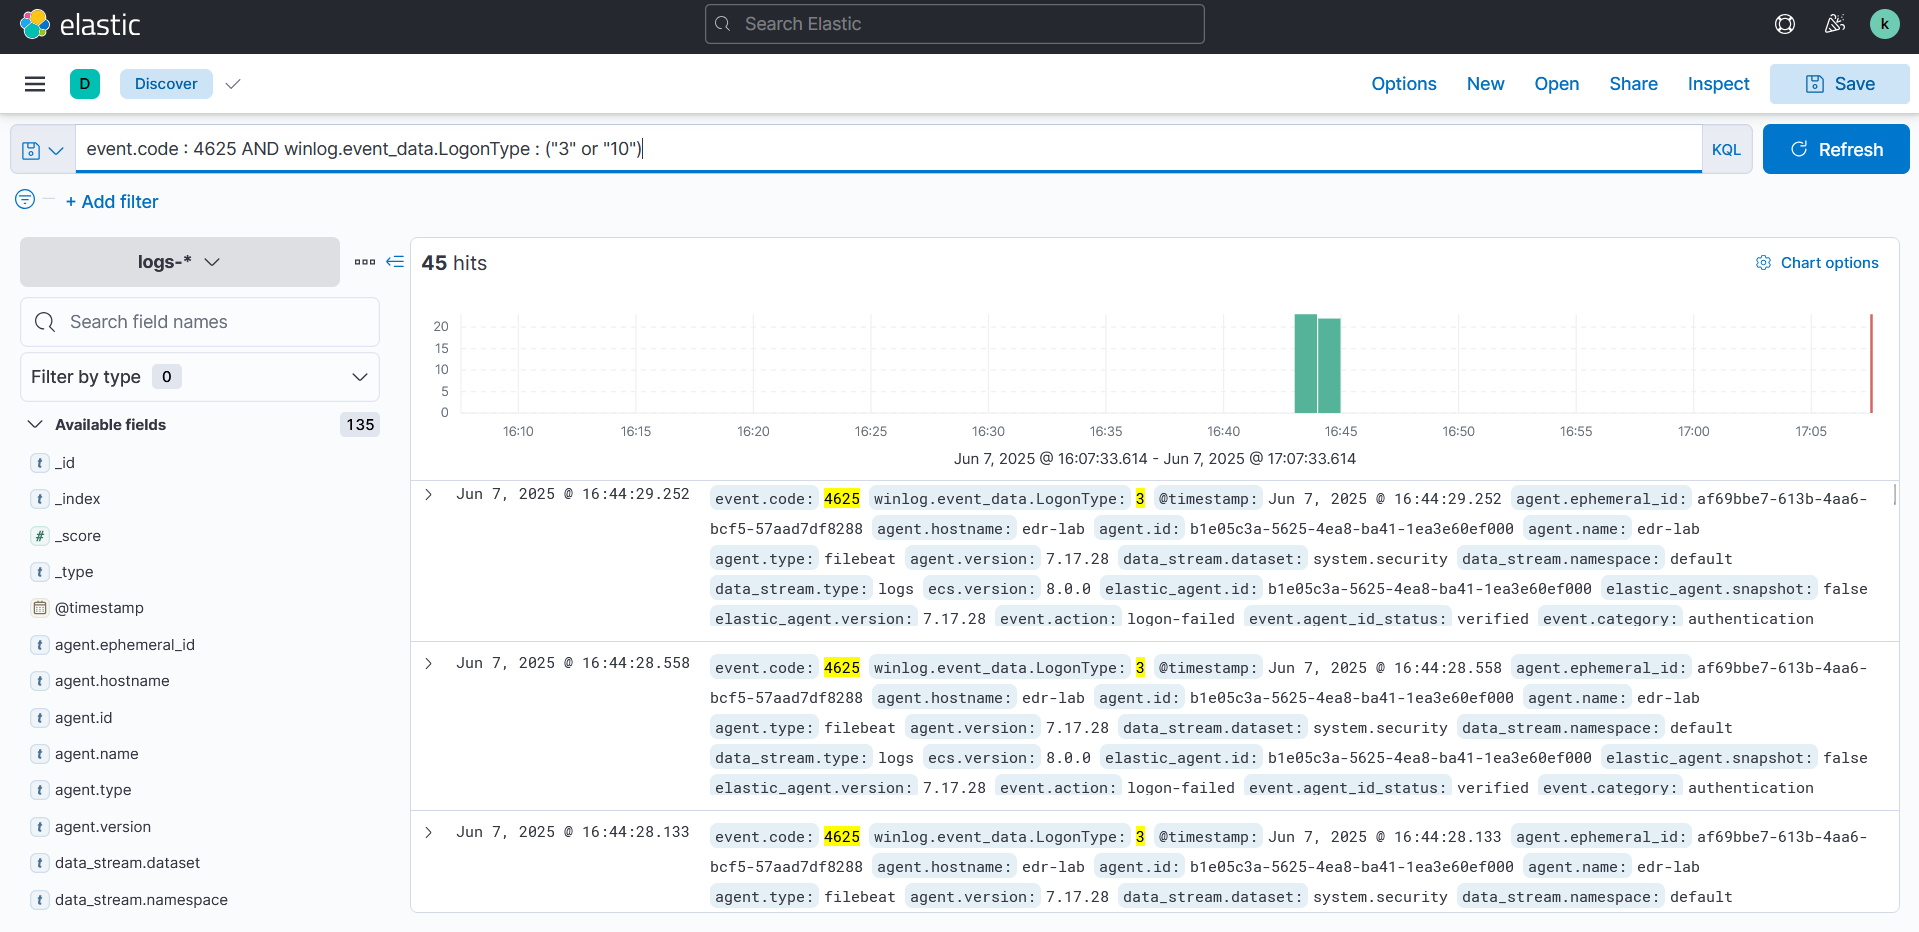 elastic
Search Elastic
k
D
Discover
Options
New
Open
Share
Inspect
Save
event.code : 4625 AND winlog.event_data.LogonType : ("3" or "10")
KQL
Refresh
+ Add filter
logs-*
Search field names
Filter by type 0
Available fields 135
t _id
t _index
# _score
t _type
@timestamp
t agent.ephemeral_id
t agent.hostname
t agent.id
t agent.name
t agent.type
t agent.version
t data_stream.dataset
t data_stream.namespace
45 hits
Chart options
20
15
10
5
0
16:10 16:15 16:20 16:25 16:30 16:35 16:40 16:45 16:50 16:55 17:00 17:05
Jun 7, 2025 @ 16:07:33.614 - Jun 7, 2025 @ 17:07:33.614
Jun 7, 2025 @ 16:44:29.252 event.code: 4625 winlog.event_data.LogonType: 3 @timestamp: Jun 7, 2025 @ 16:44:29.252 agent.ephemeral_id: af69bbe7-613b-4aa6-
bcf5-57aad7df8288 agent.hostname: edr-lab agent.id: b1e05c3a-5625-4ea8-ba41-1ea3e60ef000 agent.name: edr-lab
agent.type: filebeat agent.version: 7.17.28 data_stream.dataset: system.security data_stream.namespace: default
data_stream.type: logs ecs.version: 8.0.0 elastic_agent.id: b1e05c3a-5625-4ea8-ba41-1ea3e60ef000 elastic_agent.snapshot: false
elastic_agent.version: 7.17.28 event.action: logon-failed event.agent_id_status: verified event.category: authentication
Jun 7, 2025 @ 16:44:28.558 event.code: 4625 winlog.event_data.LogonType: 3 @timestamp: Jun 7, 2025 @ 16:44:28.558 agent.ephemeral_id: af69bbe7-613b-4aa6-
bcf5-57aad7df8288 agent.hostname: edr-lab agent.id: b1e05c3a-5625-4ea8-ba41-1ea3e60ef000 agent.name: edr-lab
agent.type: filebeat agent.version: 7.17.28 data_stream.dataset: system.security data_stream.namespace: default
data_stream.type: logs ecs.version: 8.0.0 elastic_agent.id: b1e05c3a-5625-4ea8-ba41-1ea3e60ef000 elastic_agent.snapshot: false
elastic_agent.version: 7.17.28 event.action: logon-failed event.agent_id_status: verified event.category: authentication
Jun 7, 2025 @ 16:44:28.133 event.code: 4625 winlog.event_data.LogonType: 3 @timestamp: Jun 7, 2025 @ 16:44:28.133 agent.ephemeral_id: af69bbe7-613b-4aa6-
bcf5-57aad7df8288 agent.hostname: edr-lab agent.id: b1e05c3a-5625-4ea8-ba41-1ea3e60ef000 agent.name: edr-lab
agent.type: filebeat agent.version: 7.17.28 data_stream.dataset: system.security data_stream.namespace: default